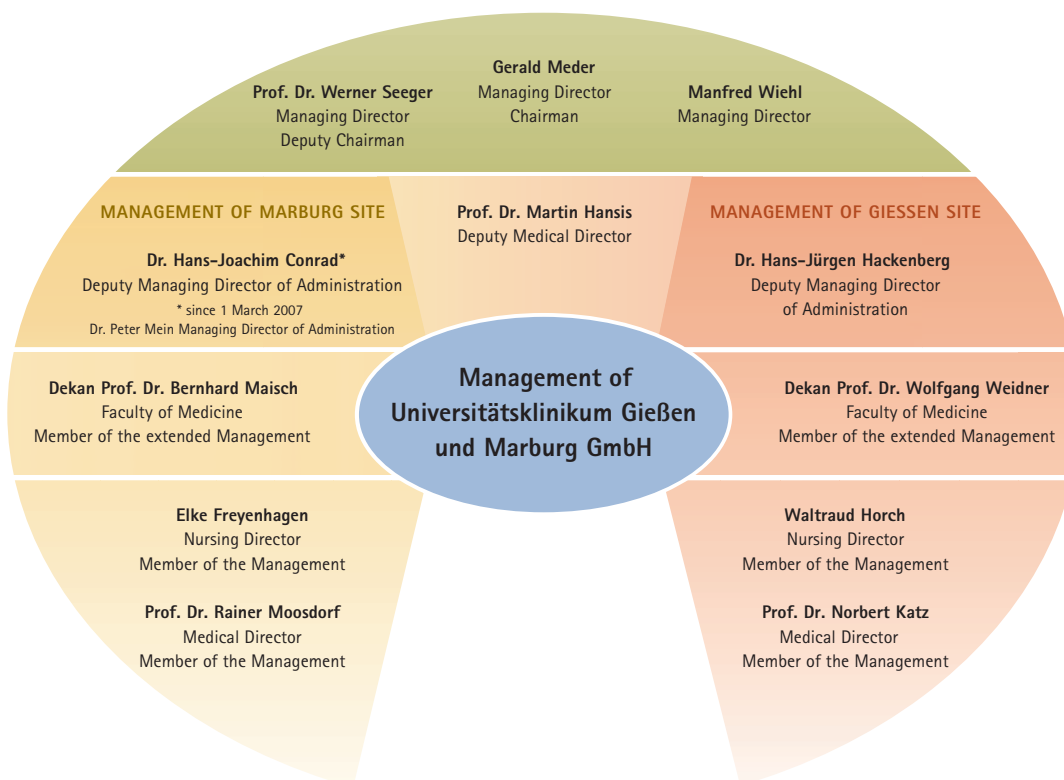 Gerald Meder
Managing Director
Chairman
Prof. Dr. Werner Seeger
Managing Director
Deputy Chairman
Manfred Wiehl
Managing Director
MANAGEMENT OF MARBURG SITE
Dr. Hans-Joachim Conrad*
Deputy Managing Director of Administration
* since 1 March 2007
Dr. Peter Mein Managing Director of Administration
Prof. Dr. Martin Hansis
Deputy Medical Director
MANAGEMENT OF GIESSEN SITE
Dr. Hans-Jürgen Hackenberg
Deputy Managing Director
of Administration
Dekan Prof. Dr. Bernhard Maisch
Faculty of Medicine
Member of the extended Management
Management of
Universitätsklinikum Gießen
und Marburg GmbH
Dekan Prof. Dr. Wolfgang Weidner
Faculty of Medicine
Member of the extended Management
Elke Freyenhagen
Nursing Director
Member of the Management
Prof. Dr. Rainer Moosdorf
Medical Director
Member of the Management
Waltraud Horch
Nursing Director
Member of the Management
Prof. Dr. Norbert Katz
Medical Director
Member of the Management